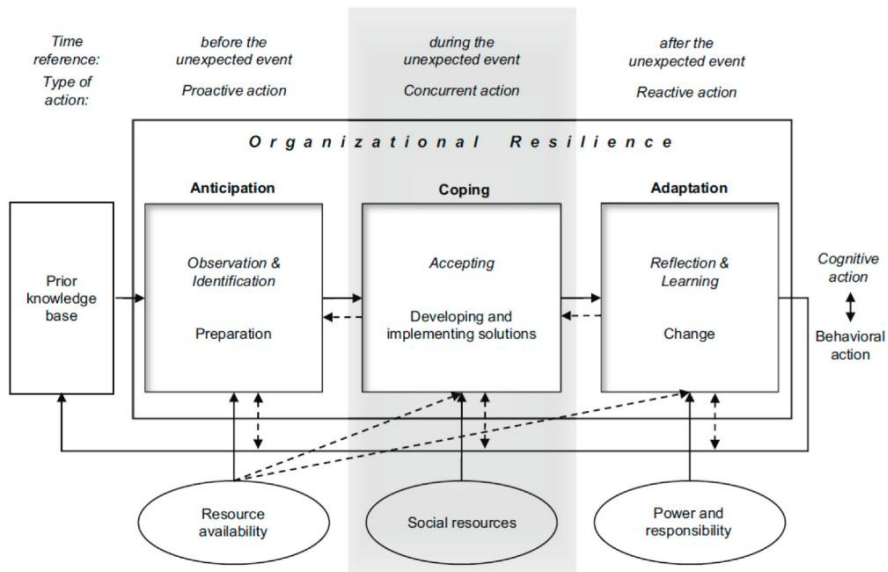 Time reference:
before the unexpected event
during the unexpected event
after the unexpected event
Type of action:
Proactive action
Concurrent action
Reactive action
Organizational Resilience
Anticipation
Coping
Adaptation
Prior
knowledge
base
Observation &
Identification
Preparation
Accepting
Developing and
implementing solutions
Reflection &
Learning
Change
Cognitive
action
Behavioral
action
Resource
availability
Social resources
Power and
responsibility